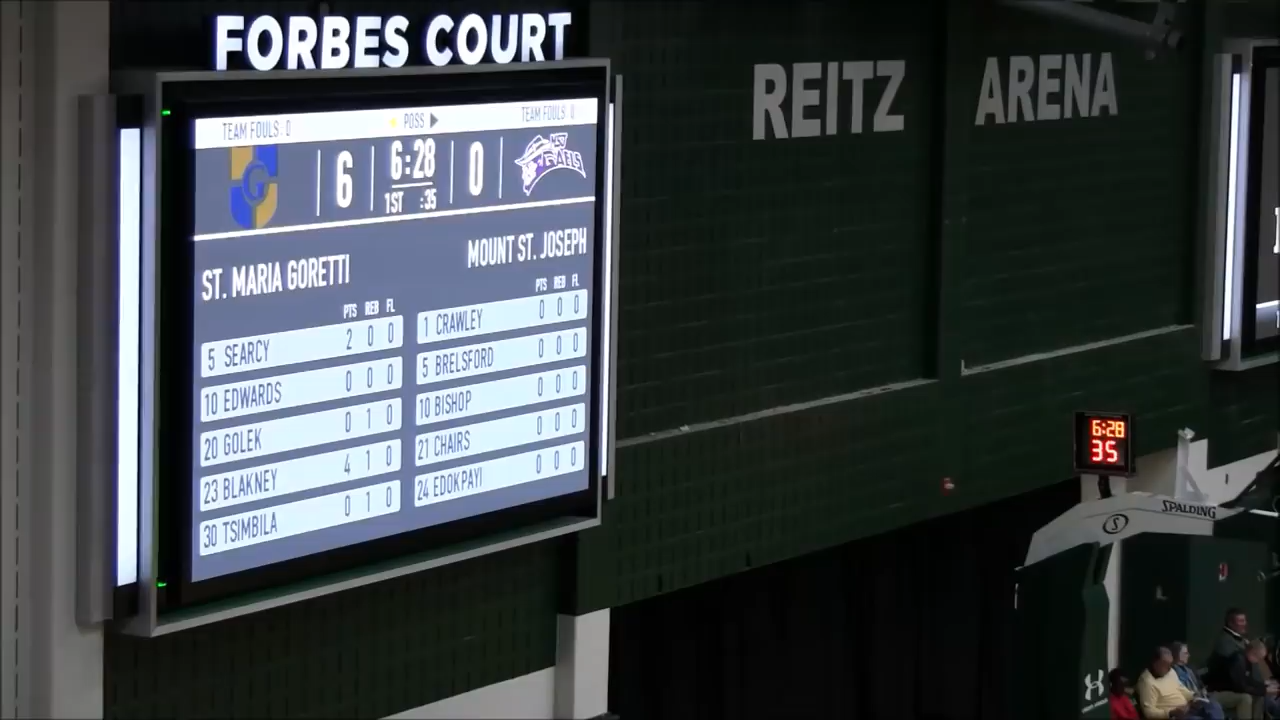 FORBES COURT
REITZ ARENA
TEAM FOULS: 0 POSS TEAM FOULS: 0
G 6 6:28 0 MSJ GAELS
1ST :35
ST. MARIA GORETTI
MOUNT ST. JOSEPH
PTS REB FL
5 SEARCY 2 0 0
10 EDWARDS 0 0 0
20 GOLEK 0 1 0
23 BLAKNEY 4 1 0
30 TSIMBILA 0 1 0
PTS REB FL
1 CRAWLEY 0 0 0
5 BRELSFORD 0 0 0
10 BISHOP 0 0 0
21 CHAIRS 0 0 0
24 EDOKPAYI 0 0 0
6:28
35
SPALDING
S